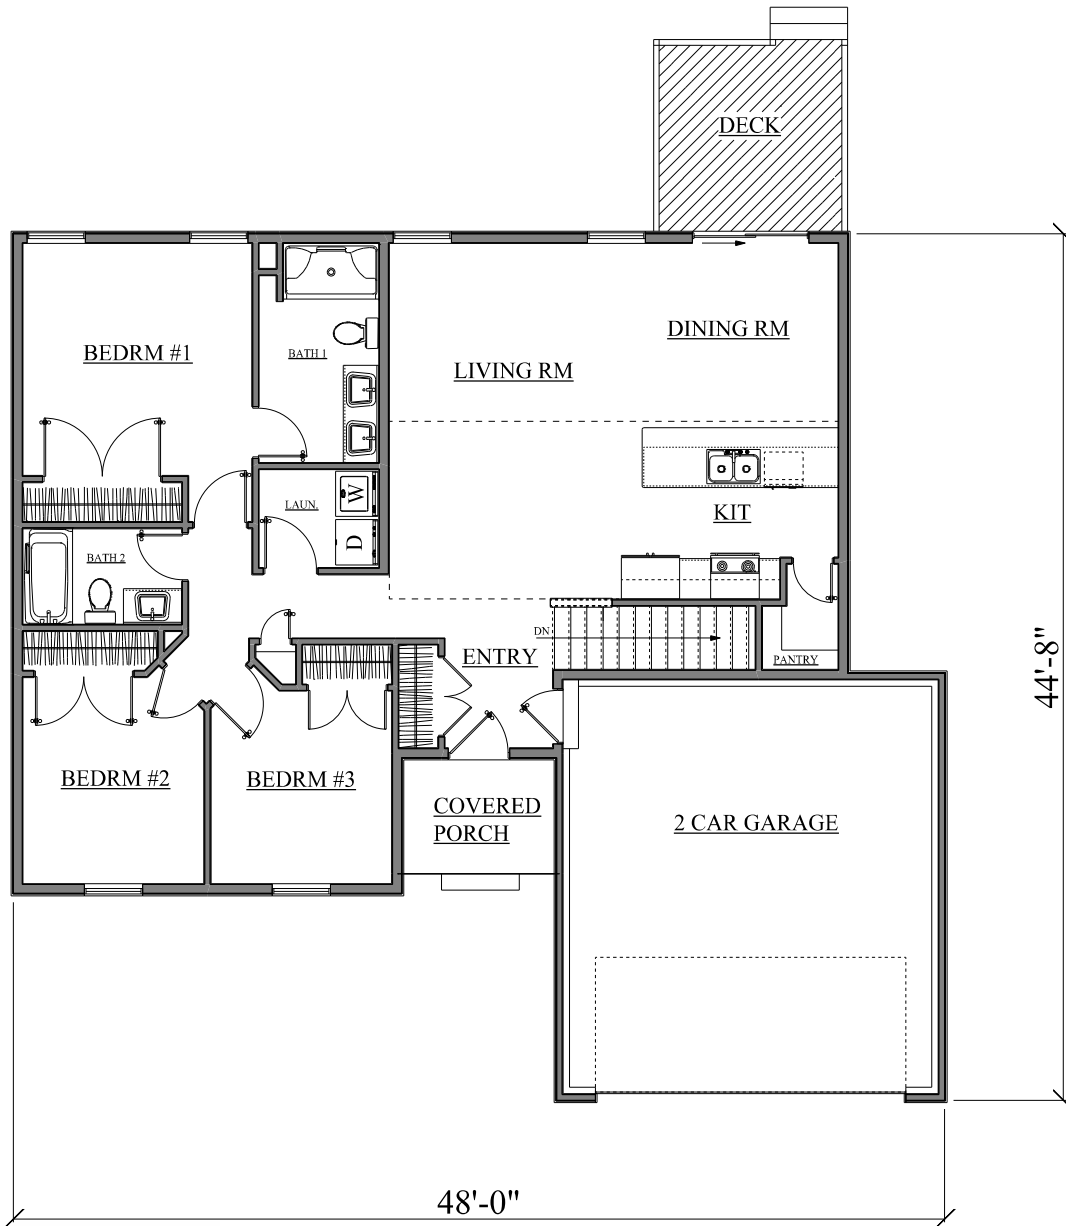 DECK
DINING RM
BEDRM #1
BATH 1
LIVING RM
W
LAUN.
KIT
D
BATH 2
DN
ENTRY
PANTRY
44'-8"
BEDRM #2
BEDRM #3
COVERED
PORCH
2 CAR GARAGE
48'-0"